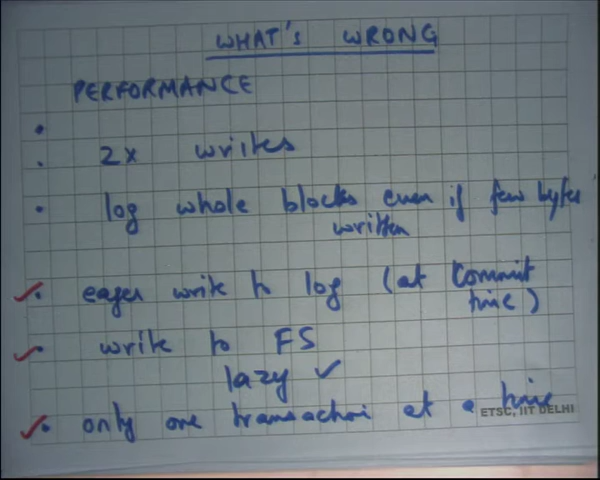 WHAT'S WRONG
PERFORMANCE
2x writes
log whole blocks even if few bytes
written
eager write to log (at commit
time)
write to FS
lazy ✓
only one transaction at a time
ETSC, IIT DELHI